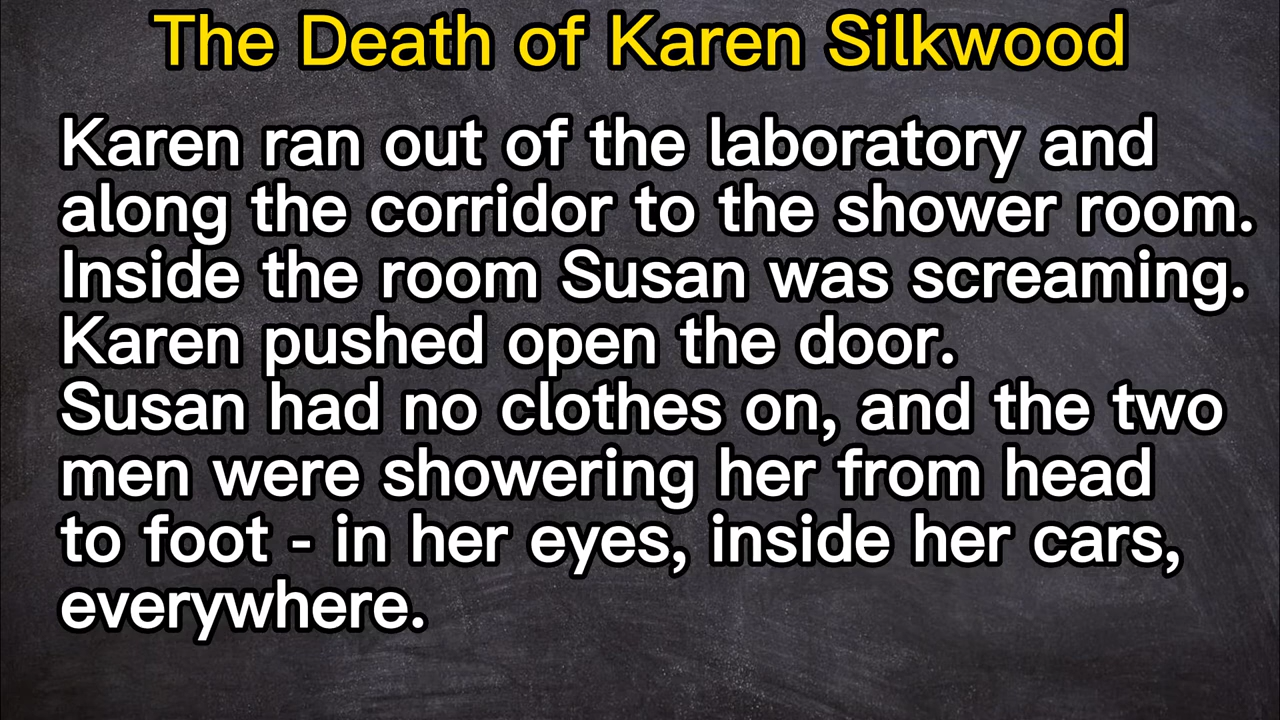 The Death of Karen Silkwood
Karen ran out of the laboratory and
along the corridor to the shower room.
Inside the room Susan was screaming.
Karen pushed open the door.
Susan had no clothes on, and the two
men were showering her from head
to foot - in her eyes, inside her cars,
everywhere.